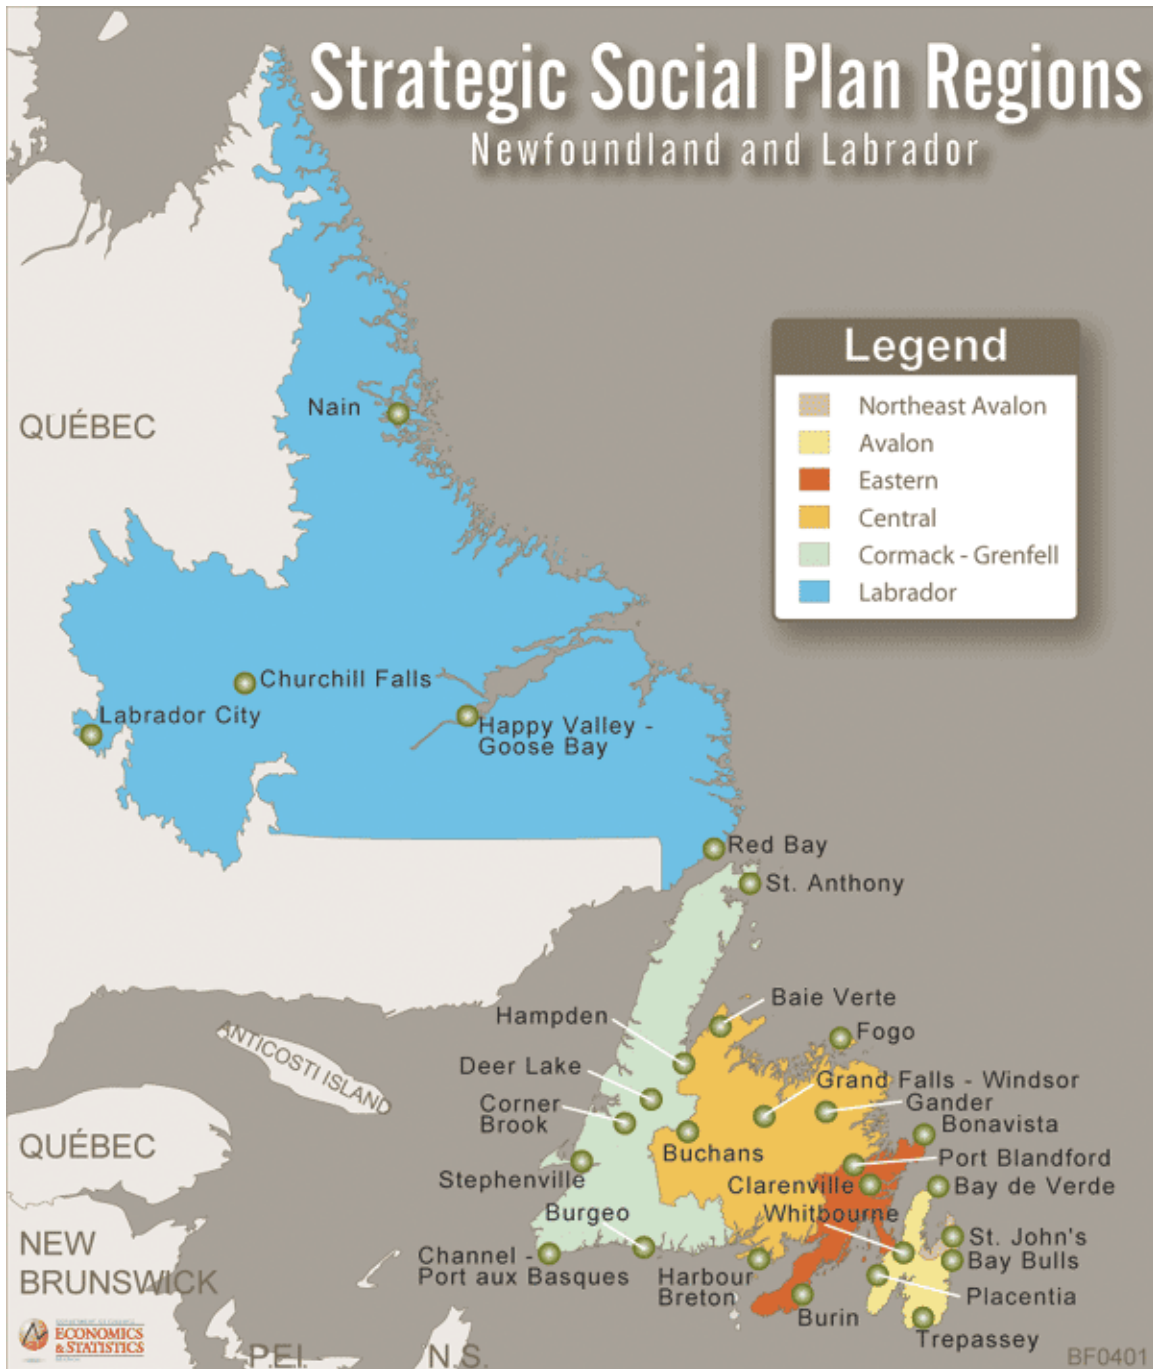 Strategic Social Plan Regions
Newfoundland and Labrador
Legend
Northeast Avalon
Avalon
Eastern
Central
Cormack - Grenfell
Labrador
Nain
QUÉBEC
Churchill Falls
Labrador City
Happy Valley -
Goose Bay
Red Bay
St. Anthony
Baie Verte
Hampden
Fogo
ANTICOSTI ISLAND
Deer Lake
Grand Falls - Windsor
Corner
Brook
Gander
Bonavista
QUÉBEC
Buchans
Port Blandford
Stephenville
Clarenville
Bay de Verde
Burgeo
Whitbourne
St. John's
NEW
BRUNSWICK
Channel -
Port aux Basques
Bay Bulls
Harbour
Breton
Placentia
Burin
Trepassey
ECONOMICS
& STATISTICS
P.E.I.
N.S.
BF0401